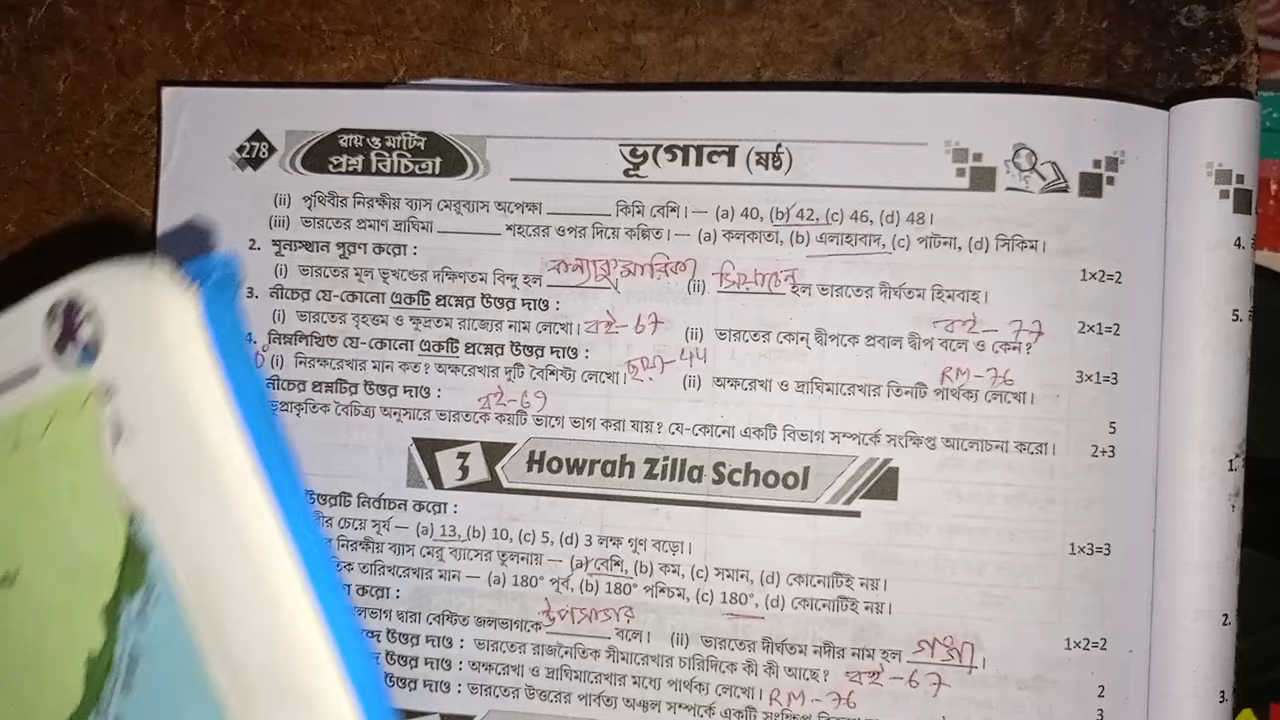 278 রায় ও মার্টিন প্রশ্ন বিচিত্রা ভূগোল (ষষ্ঠ)
(ii) পৃথিবীর নিরক্ষীয় ব্যাস মেরুব্যাস অপেক্ষা ______ কিমি বেশি।— (a) 40, (b) 42, (c) 46, (d) 48।
(iii) ভারতের প্রমাণ দ্রাঘিমা ______ শহরের ওপর দিয়ে কল্পিত।— (a) কলকাতা, (b) এলাহাবাদ, (c) পাটনা, (d) সিকিম।
2. শূন্যস্থান পূরণ করো : 1×2=2
(i) ভারতের মূল ভূখণ্ডের দক্ষিণতম বিন্দু হল কন্যাকুমারিকা (ii) সিয়াচেন হল ভারতের দীর্ঘতম হিমবাহ।
3. নীচের যে-কোনো একটি প্রশ্নের উত্তর দাও : 2×1=2
(i) ভারতের বৃহত্তম ও ক্ষুদ্রতম রাজ্যের নাম লেখো। বই-67 (ii) ভারতের কোন্ দ্বীপকে প্রবাল দ্বীপ বলে ও কেন? বই-77
4. নিম্নলিখিত যে-কোনো একটি প্রশ্নের উত্তর দাও : 3×1=3
(i) নিরক্ষরেখার মান কত? অক্ষরেখার দুটি বৈশিষ্ট্য লেখো। ছায়া-44 (ii) অক্ষরেখা ও দ্রাঘিমারেখার তিনটি পার্থক্য লেখো। RM-76
নীচের প্রশ্নটির উত্তর দাও : বই-69 5
ভূপ্রাকৃতিক বৈচিত্র্য অনুসারে ভারতকে কয়টি ভাগে ভাগ করা যায়? যে-কোনো একটি বিভাগ সম্পর্কে সংক্ষিপ্ত আলোচনা করো। 2+3
3 Howrah Zilla School
উত্তরটি নির্বাচন করো : 1×3=3
চেয়ে সূর্য — (a) 13, (b) 10, (c) 5, (d) 3 লক্ষ গুণ বড়ো।
নিরক্ষীয় ব্যাস মেরু ব্যাসের তুলনায় — (a) বেশি, (b) কম, (c) সমান, (d) কোনোটিই নয়।
তারিখরেখার মান — (a) 180° পূর্ব, (b) 180° পশ্চিম, (c) 180°, (d) কোনোটিই নয়।
করো : 1×2=2
দ্বারা বেষ্টিত জলভাগকে উপসাগর বলে। (ii) ভারতের দীর্ঘতম নদীর নাম হল গঙ্গা।
উত্তর দাও : ভারতের রাজনৈতিক সীমারেখার চারিদিকে কী কী আছে? বই-67 2
উত্তর দাও : অক্ষরেখা ও দ্রাঘিমারেখার মধ্যে পার্থক্য লেখো। RM-76 3
উত্তর দাও : ভারতের উত্তরের পার্বত্য অঞ্চল সম্পর্কে একটি
4.
5.
1.
2.
3.